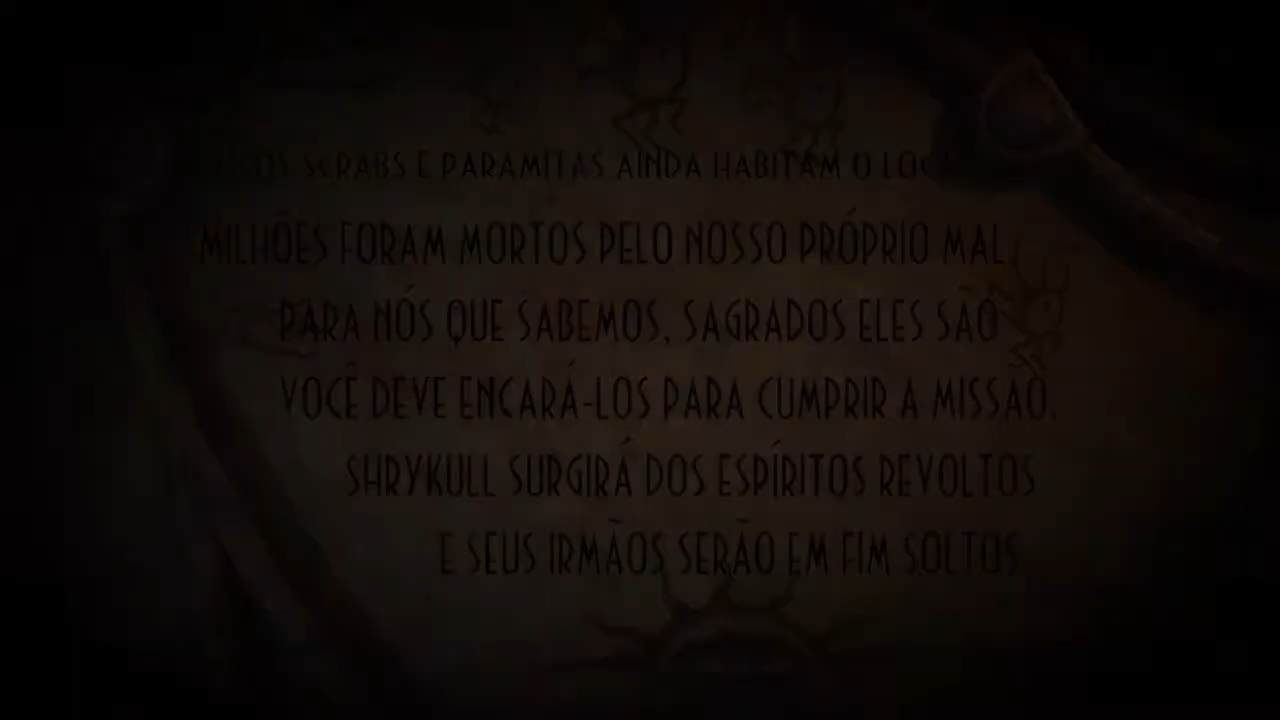 SCRABS E PARAMITAS AINDA HABITAM O
MILHÕES FORAM MORTOS PELO NOSSO PRÓPRIO MAL
PARA NÓS QUE SABEMOS, SAGRADOS ELES SÃO
VOCÊ DEVE ENCARÁ-LOS PARA CUMPRIR A MISSÃO.
SHRYKULL SURGIRÁ DOS ESPÍRITOS REVOLTOS
E SEUS IRMÃOS SERÃO EM FIM SOLTOS